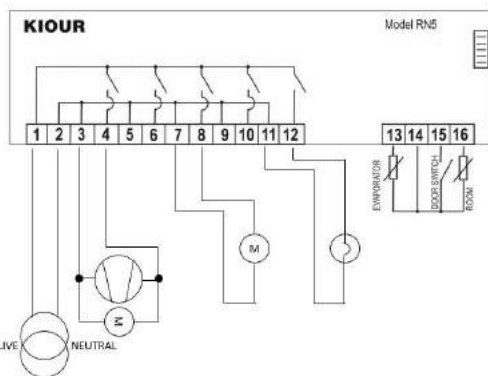 KIOUR
Model RN5
1 2 3 4 5 6 7 8 9 10 11 12 13 14 15 16
EVAPORATOR
DOOR SWITCH
ROOM
M
M
LIVE NEUTRAL